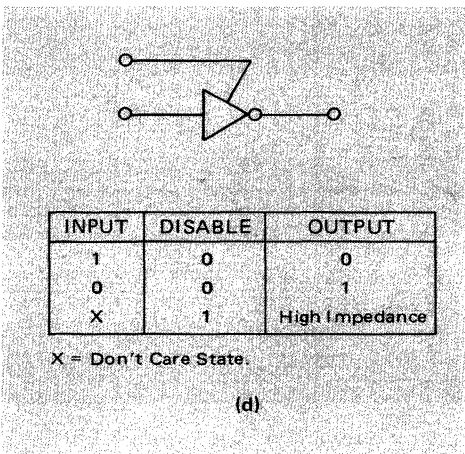 INPUT DISABLE OUTPUT
1 0 0
0 0 1
X 1 High Impedance
X = Don't Care State.
(d)